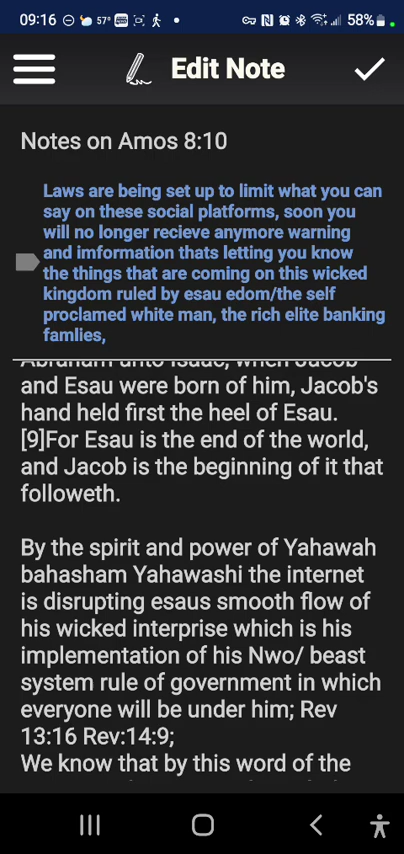 09:16 57° 58%
Edit Note
Notes on Amos 8:10
Laws are being set up to limit what you can
say on these social platforms, soon you
will no longer recieve anymore warning
and imformation thats letting you know
the things that are coming on this wicked
kingdom ruled by esau edom/the self
proclamed white man, the rich elite banking
famlies,
Abraham unto Isaac, when Jacob
and Esau were born of him, Jacob's
hand held first the heel of Esau.
[9]For Esau is the end of the world,
and Jacob is the beginning of it that
followeth.
By the spirit and power of Yahawah
bahasham Yahawashi the internet
is disrupting esaus smooth flow of
his wicked interprise which is his
implementation of his Nwo/ beast
system rule of government in which
everyone will be under him; Rev
13:16 Rev:14:9;
We know that by this word of the